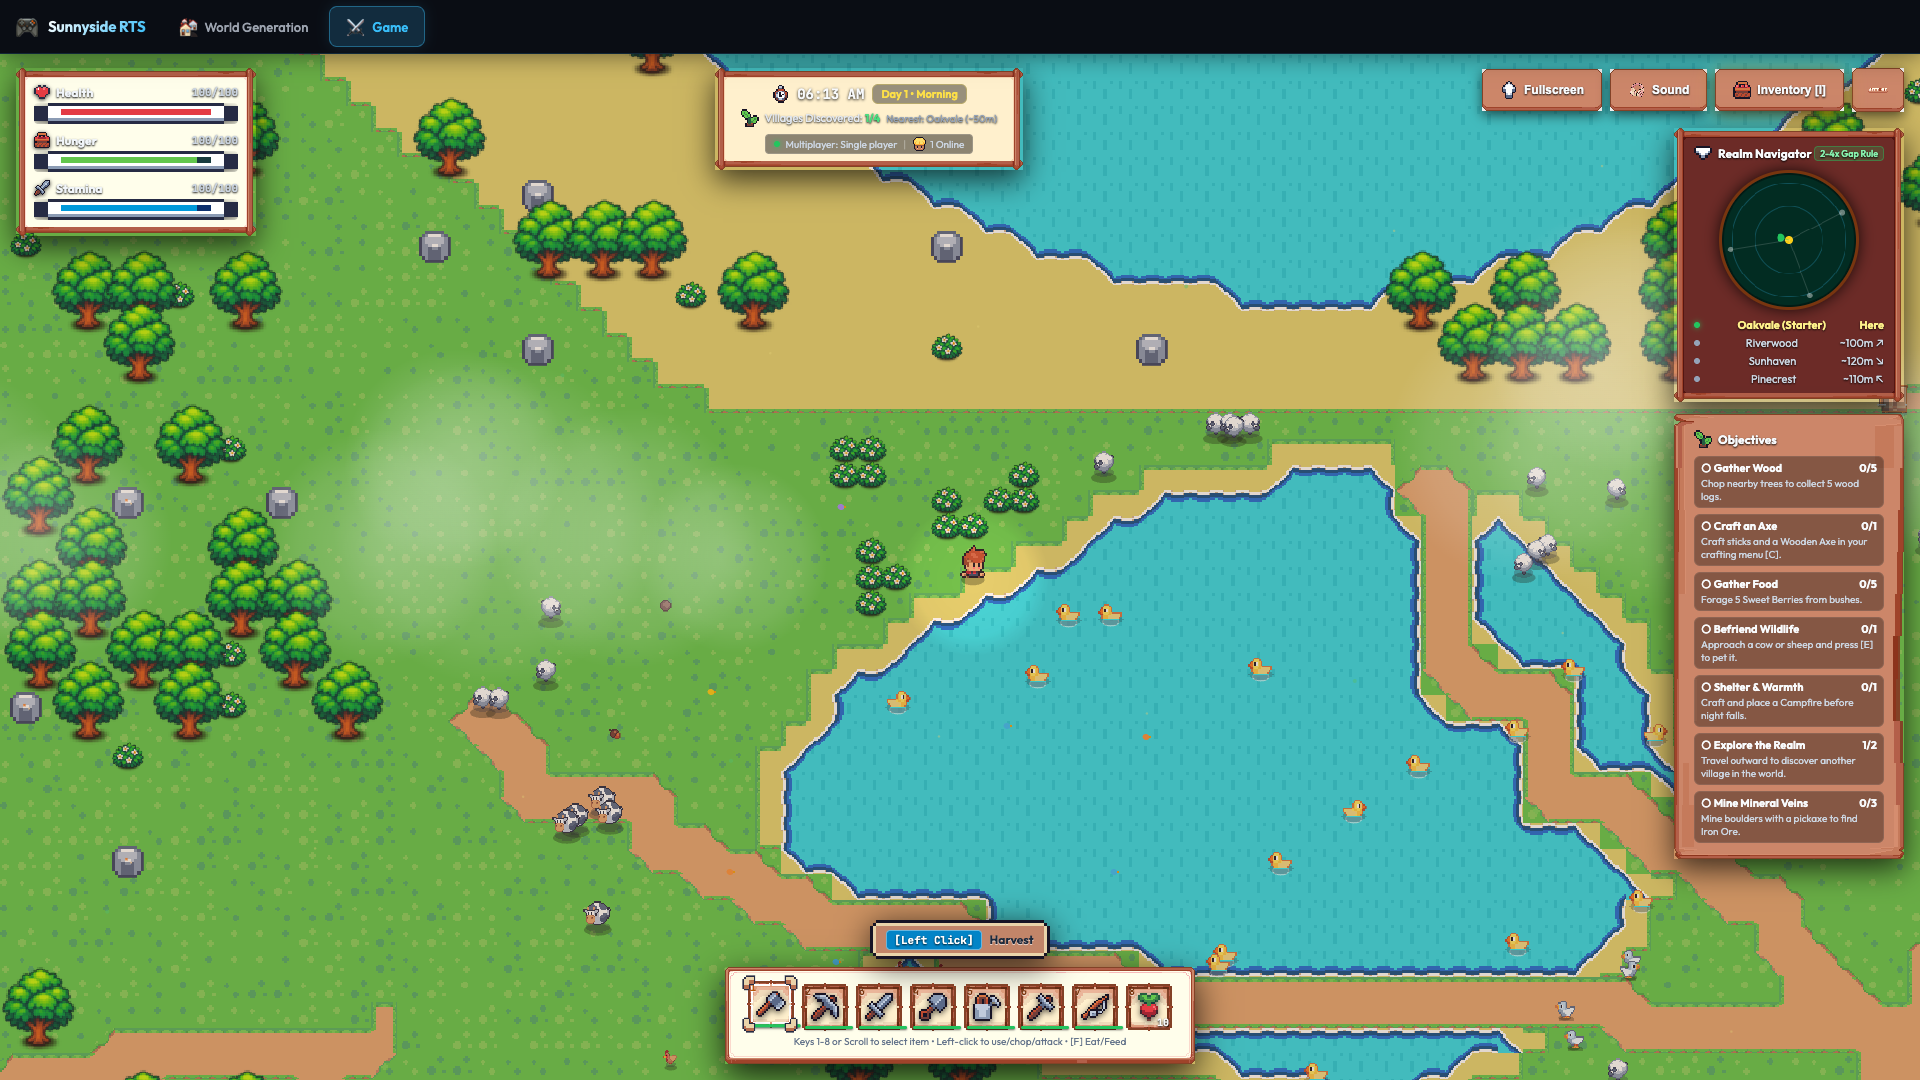 Sunnyside RTS
World Generation
Game
Health 100/100
Hunger 100/100
Stamina 100/100
06:13 AM Day 1 • Morning
Villages Discovered: 1/4 Nearest: Oakvale (~50m)
Multiplayer: Single player | 1 Online
Fullscreen
Sound
Inventory [I]
Realm Navigator 2-4x Gap Rule
Oakvale (Starter) Here
Riverwood ~100m ↗
Sunhaven ~120m ↘
Pinecrest ~110m ↖
Objectives
Gather Wood 0/5
Chop nearby trees to collect 5 wood
logs.
Craft an Axe 0/1
Craft sticks and a Wooden Axe in your
crafting menu [C].
Gather Food 0/5
Forage 5 Sweet Berries from bushes.
Befriend Wildlife 0/1
Approach a cow or sheep and press [E]
to pet it.
Shelter & Warmth 0/1
Craft and place a Campfire before
night falls.
Explore the Realm 1/2
Travel outward to discover another
village in the world.
Mine Mineral Veins 0/3
Mine boulders with a pickaxe to find
Iron Ore.
[Left Click] Harvest
10
Keys 1-8 or Scroll to select item • Left-click to use/chop/attack • [F] Eat/Feed